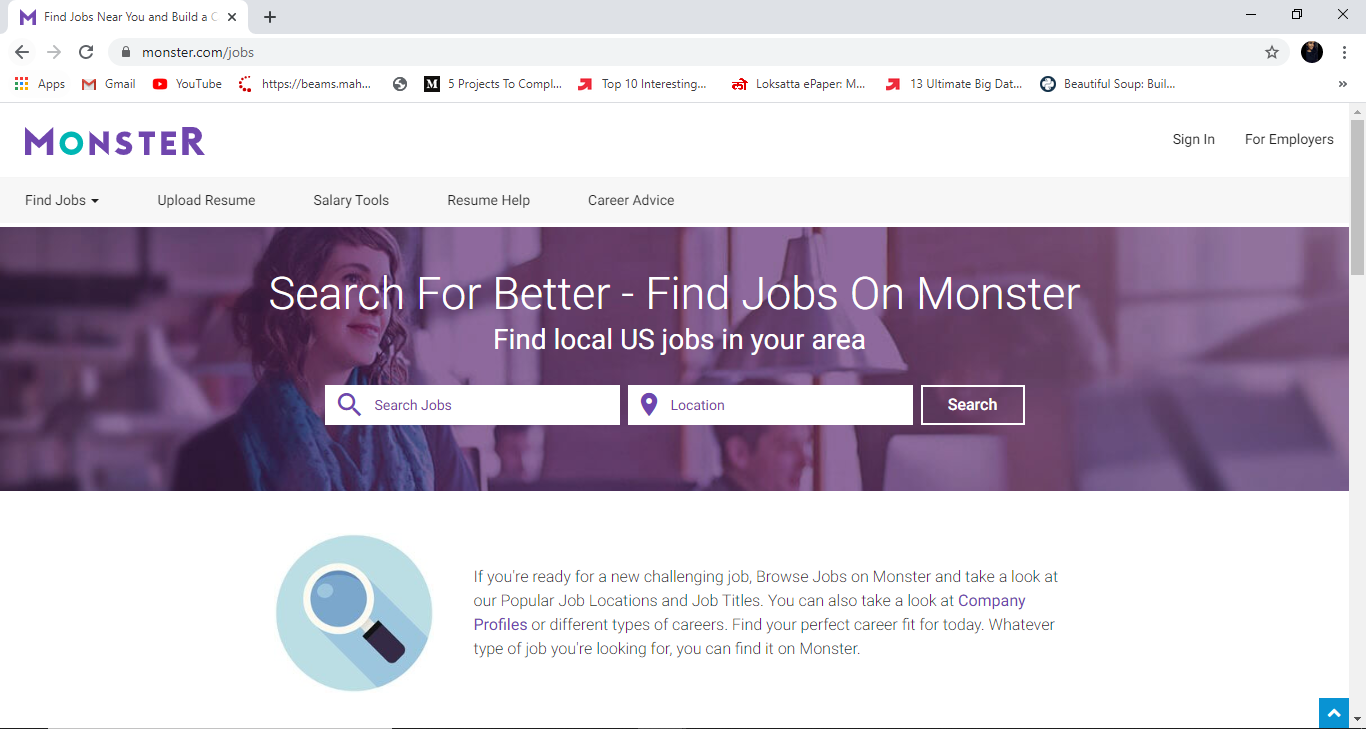 Find Jobs Near You and Build a C
monster.com/jobs
Apps Gmail YouTube https://beams.mah... M 5 Projects To Compl... Top 10 Interesting... Loksatta ePaper: M... 13 Ultimate Big Dat... Beautiful Soup: Buil... »
MONSTER
Sign In For Employers
Find Jobs Upload Resume Salary Tools Resume Help Career Advice
Search For Better - Find Jobs On Monster
Find local US jobs in your area
Search Jobs Location Search
If you're ready for a new challenging job, Browse Jobs on Monster and take a look at
our Popular Job Locations and Job Titles. You can also take a look at Company
Profiles or different types of careers. Find your perfect career fit for today. Whatever
type of job you're looking for, you can find it on Monster.